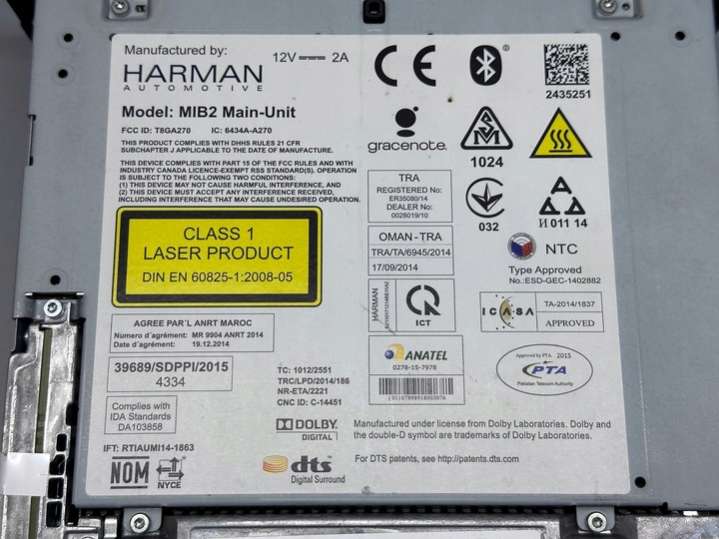 Manufactured by:
12V 2A
HARMAN
AUTOMOTIVE
Model: MIB2 Main-Unit
FCC ID: T8GA270 IC: 6434A-A270
THIS PRODUCT COMPLIES WITH DHHS RULES 21 CFR
SUBCHAPTER J APPLICABLE AT THE DATE OF MANUFACTURE.
THIS DEVICE COMPLIES WITH PART 15 OF THE FCC RULES AND WITH
INDUSTRY CANADA LICENCE-EXEMPT RSS STANDARD(S). OPERATION
IS SUBJECT TO THE FOLLOWING TWO CONDITIONS:
(1) THIS DEVICE MAY NOT CAUSE HARMFUL INTERFERENCE, AND
(2) THIS DEVICE MUST ACCEPT ANY INTERFERENCE RECEIVED,
INCLUDING INTERFERENCE THAT MAY CAUSE UNDESIRED OPERATION.
CLASS 1
LASER PRODUCT
DIN EN 60825-1:2008-05
AGREE PAR'L ANRT MAROC
Numéro d'agrément: MR 9904 ANRT 2014
Date d'agrément: 19.12.2014
39689/SDPPI/2015
4334
Complies with
IDA Standards
DA103858
IFT: RTIAUMI14-1863
NOM
NYCE
TC: 1012/2551
TRC/LPD/2014/186
NR-ETA/2221
CNC ID: C-14451
DOLBY
DIGITAL
dts
Digital Surround
CE
2435251
gracenote.
1024
TRA
REGISTERED No:
ER35080/14
DEALER No:
0028019/10
032
И 011 14
OMAN - TRA
TRA/TA/6945/2014
17/09/2014
NTC
Type Approved
No.:ESD-GEC-1402882
HARMAN
ICT
ICASA
TA-2014/1837
APPROVED
ANATEL
0278-15-7978
Approved by PTA 2015
PTA
Pakistan Telecom Authority
Manufactured under license from Dolby Laboratories. Dolby and
the double-D symbol are trademarks of Dolby Laboratories.
For DTS patents, see http://patents.dts.com